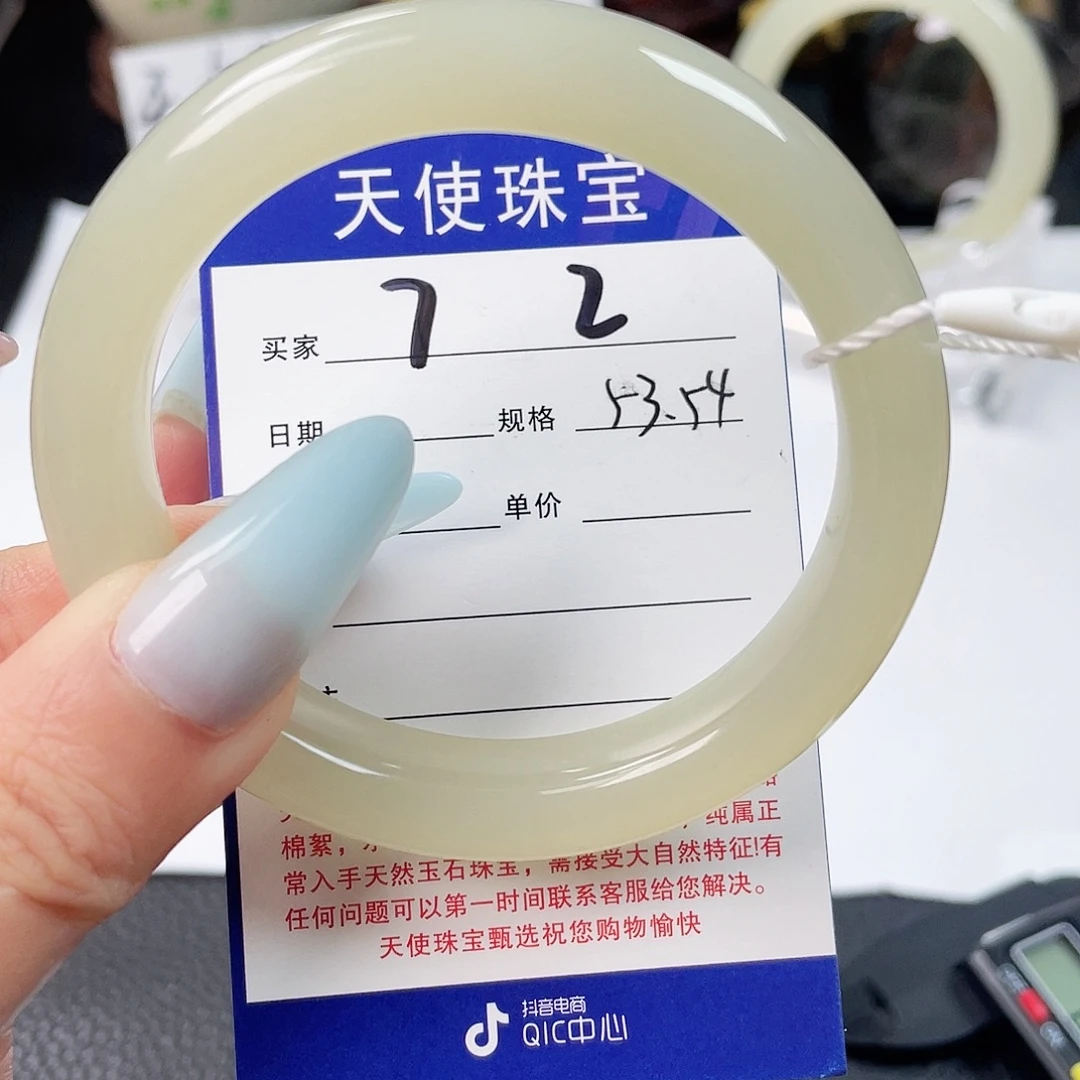 天使珠宝
买家 7 2
日期 规格 53.54
单价
纯属正
棉絮，
常入手天然玉石珠宝，需接受大自然特征!有
任何问题可以第一时间联系客服给您解决。
天使珠宝甄选祝您购物愉快
抖音电商
QIC中心